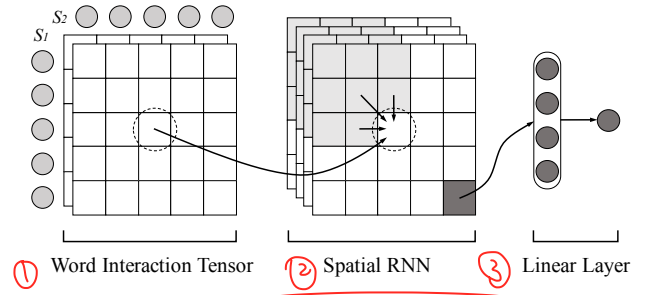 S2
S1
① Word Interaction Tensor ② Spatial RNN ③ Linear Layer